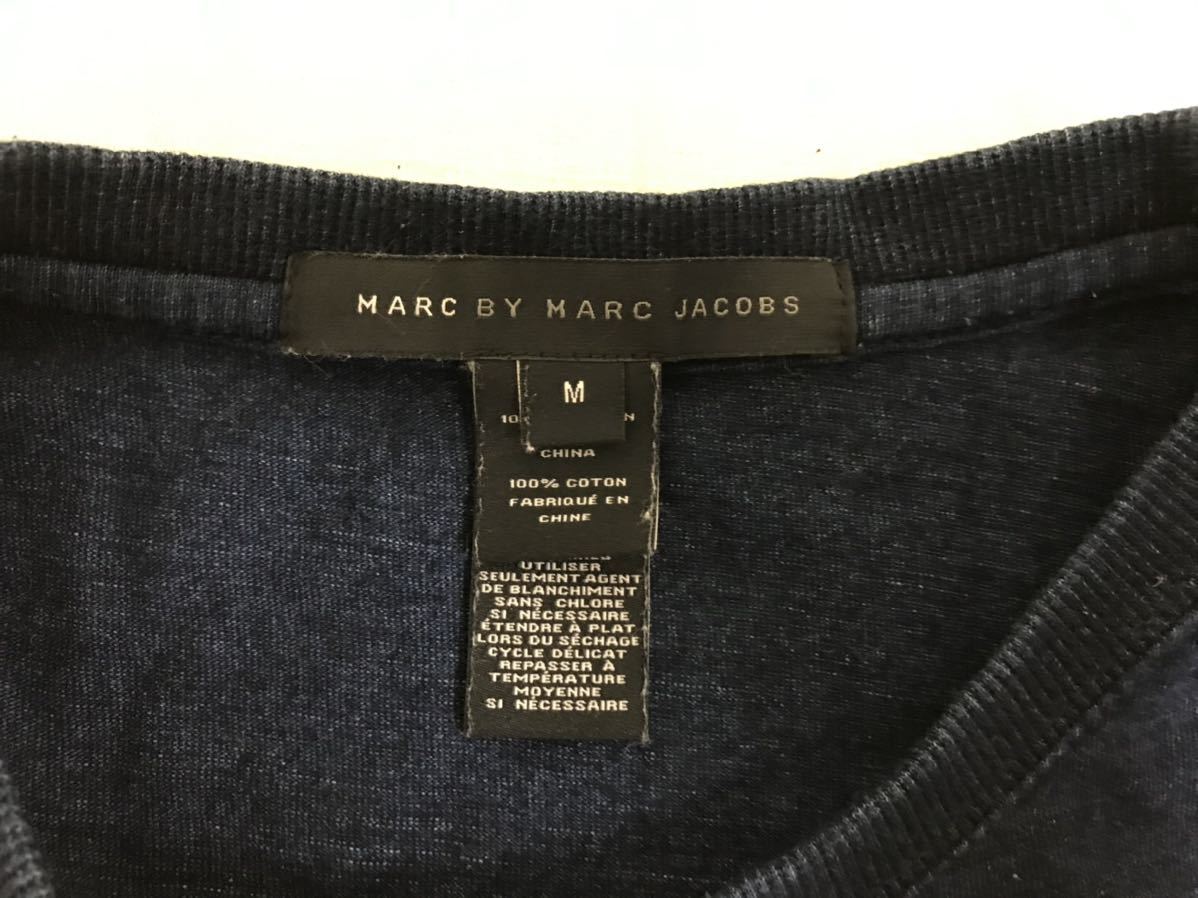 MARC BY MARC JACOBS
M
CHINA
100% COTON
FABRIQUÉ EN
CHINE
UTILISER
SEULEMENT AGENT
DE BLANCHIMENT
SANS CHLORE
SI NÉCESSAIRE
ÉTENDRE À PLAT
LORS DU SÉCHAGE
CYCLE DÉLICAT
REPASSER À
TEMPÉRATURE
MOYENNE
SI NÉCESSAIRE